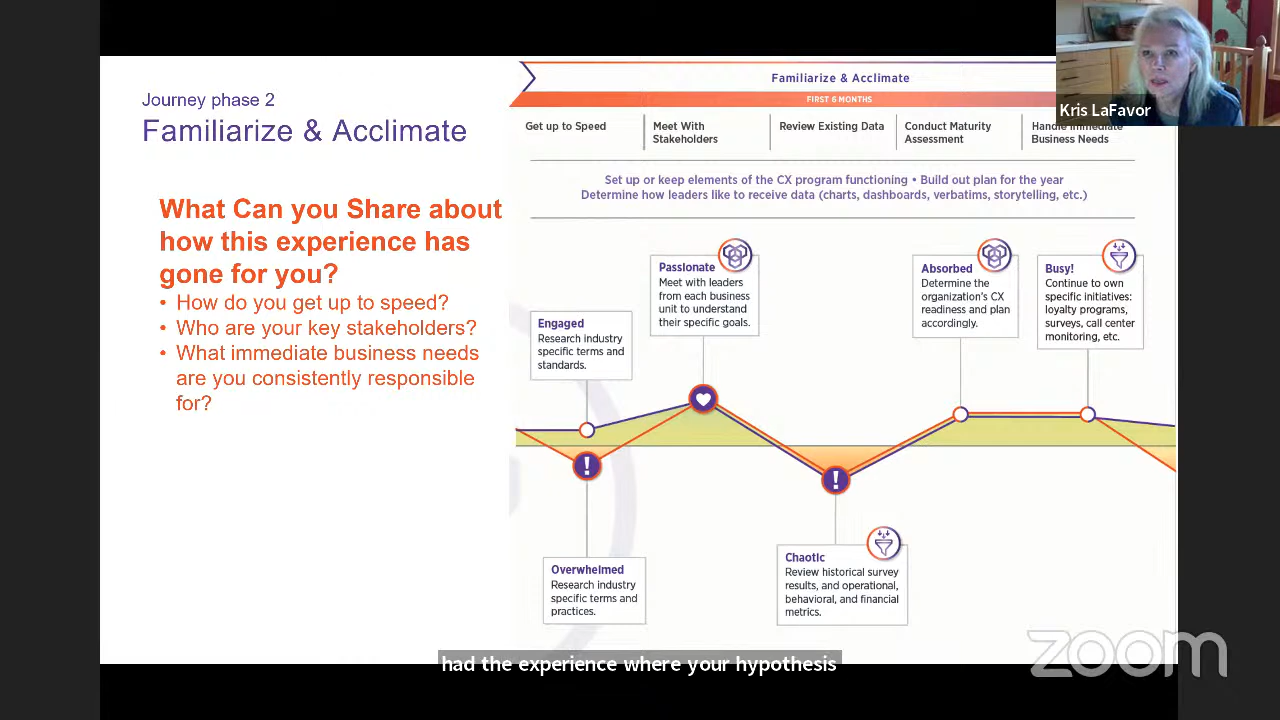 Journey phase 2
Familiarize & Acclimate
What Can you Share about
how this experience has
gone for you?
• How do you get up to speed?
• Who are your key stakeholders?
• What immediate business needs
are you consistently responsible
for?
Familiarize & Acclimate
FIRST 6 MONTHS
Get up to Speed
Meet With
Stakeholders
Review Existing Data
Conduct Maturity
Assessment
Handle Immediate
Business Needs
Set up or keep elements of the CX program functioning • Build out plan for the year
Determine how leaders like to receive data (charts, dashboards, verbatims, storytelling, etc.)
Engaged
Research industry
specific terms and
standards.
Passionate
Meet with leaders
from each business
unit to understand
their specific goals.
Absorbed
Determine the
organization's CX
readiness and plan
accordingly.
Busy!
Continue to own
specific initiatives:
loyalty programs,
surveys, call center
monitoring, etc.
!
!
Overwhelmed
Research industry
specific terms and
practices.
Chaotic
Review historical survey
results, and operational,
behavioral, and financial
metrics.
Kris LaFavor
had the experience where your hypothesis
zoom